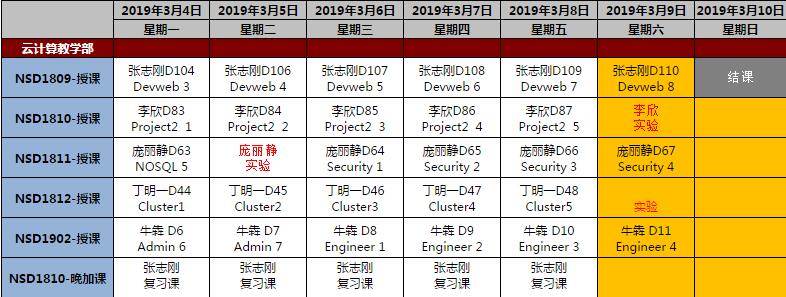 2019年3月4日 2019年3月5日 2019年3月6日 2019年3月7日 2019年3月8日 2019年3月9日 2019年3月10日
星期一 星期二 星期三 星期四 星期五 星期六 星期日
云计算教学部
NSD1809-授课 张志刚D104 张志刚D106 张志刚D107 张志刚D108 张志刚D109 张志刚D110 结课
Devweb 3 Devweb 4 Devweb 5 Devweb 6 Devweb 7 Devweb 8
NSD1810-授课 李欣D83 李欣D84 李欣D85 李欣D86 李欣D87 李欣
Project2 1 Project2 2 Project2 3 Project2 4 Project2 5 实验
NSD1811-授课 庞丽静D63 庞丽静 庞丽静D64 庞丽静D65 庞丽静D66 庞丽静D67
NOSQL 5 实验 Security 1 Security 2 Security 3 Security 4
NSD1812-授课 丁明一D44 丁明一D45 丁明一D46 丁明一D47 丁明一D48
Cluster1 Cluster2 Cluster3 Cluster4 Cluster5 实验
NSD1902-授课 牛犇 D6 牛犇 D7 牛犇 D8 牛犇 D9 牛犇 D10 牛犇 D11
Admin 6 Admin 7 Engineer 1 Engineer 2 Engineer 3 Engineer 4
NSD1810-晚加课 张志刚 张志刚 张志刚 张志刚 张志刚
复习课 复习课 复习课 复习课 复习课